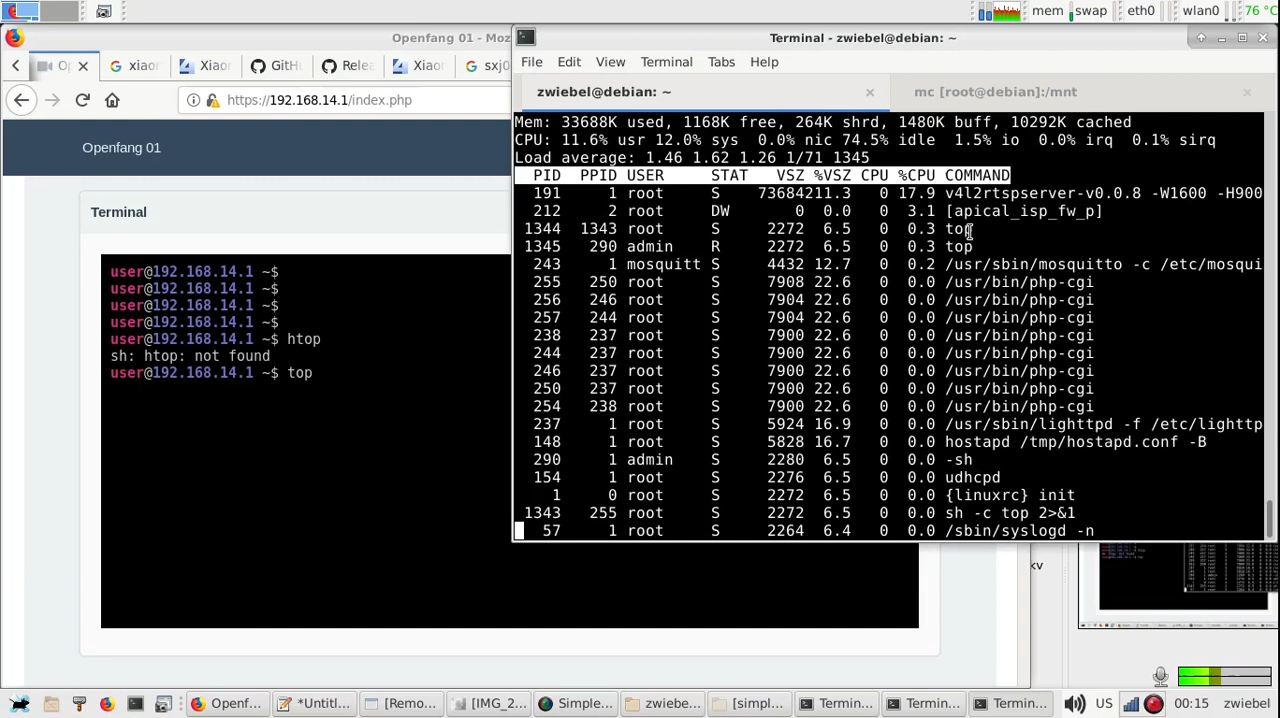 mem swap eth0 wlan0 76 °C
Openfang 01 - Moz
Terminal - zwiebel@debian: ~
Op xiaor Xiaor GitHu Relea Xiaor sxj0
File Edit View Terminal Tabs Help
https://192.168.14.1/index.php
zwiebel@debian: ~
mc [root@debian]:/mnt
Openfang 01
Terminal
user@192.168.14.1 ~$
user@192.168.14.1 ~$
user@192.168.14.1 ~$
user@192.168.14.1 ~$
user@192.168.14.1 ~$ htop
sh: htop: not found
user@192.168.14.1 ~$ top
Mem: 33688K used, 1168K free, 264K shrd, 1480K buff, 10292K cached
CPU: 11.6% usr 12.0% sys 0.0% nic 74.5% idle 1.5% io 0.0% irq 0.1% sirq
Load average: 1.46 1.62 1.26 1/71 1345
PID PPID USER STAT VSZ %VSZ CPU %CPU COMMAND
191 1 root S 73684211.3 0 17.9 v4l2rtspserver-v0.0.8 -W1600 -H900
212 2 root DW 0 0.0 0 3.1 [apical_isp_fw_p]
1344 1343 root S 2272 6.5 0 0.3 top
1345 290 admin R 2272 6.5 0 0.3 top
243 1 mosquitt S 4432 12.7 0 0.2 /usr/sbin/mosquitto -c /etc/mosqui
255 250 root S 7908 22.6 0 0.0 /usr/bin/php-cgi
256 246 root S 7904 22.6 0 0.0 /usr/bin/php-cgi
257 244 root S 7904 22.6 0 0.0 /usr/bin/php-cgi
238 237 root S 7900 22.6 0 0.0 /usr/bin/php-cgi
244 237 root S 7900 22.6 0 0.0 /usr/bin/php-cgi
246 237 root S 7900 22.6 0 0.0 /usr/bin/php-cgi
250 237 root S 7900 22.6 0 0.0 /usr/bin/php-cgi
254 238 root S 7900 22.6 0 0.0 /usr/bin/php-cgi
237 1 root S 5924 16.9 0 0.0 /usr/sbin/lighttpd -f /etc/lighttp
148 1 root S 5828 16.7 0 0.0 hostapd /tmp/hostapd.conf -B
290 1 admin S 2280 6.5 0 0.0 -sh
154 1 root S 2276 6.5 0 0.0 udhcpd
1 0 root S 2272 6.5 0 0.0 {linuxrc} init
1343 255 root S 2272 6.5 0 0.0 sh -c top 2>&1
57 1 root S 2264 6.4 0 0.0 /sbin/syslogd -n
Openf... *Untitl... [Remo... [IMG_2... Simple... zwiebe... [simpl... Termin... Termin... Termin... US 00:15 zwiebel